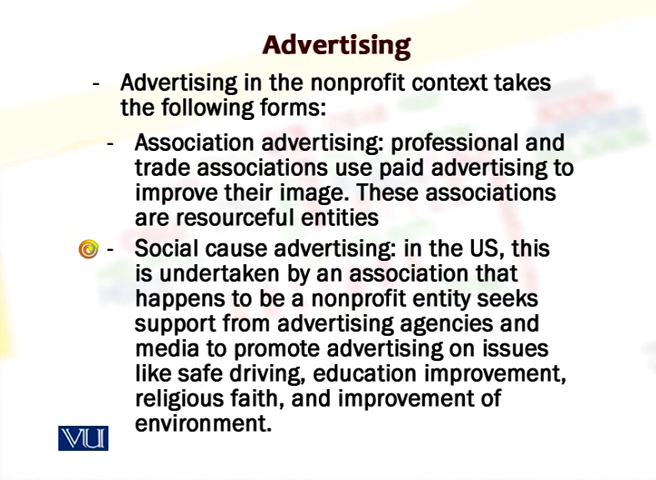 Advertising
- Advertising in the nonprofit context takes
the following forms:
- Association advertising: professional and
trade associations use paid advertising to
improve their image. These associations
are resourceful entities
- Social cause advertising: in the US, this
is undertaken by an association that
happens to be a nonprofit entity seeks
support from advertising agencies and
media to promote advertising on issues
like safe driving, education improvement,
religious faith, and improvement of
environment.
VU